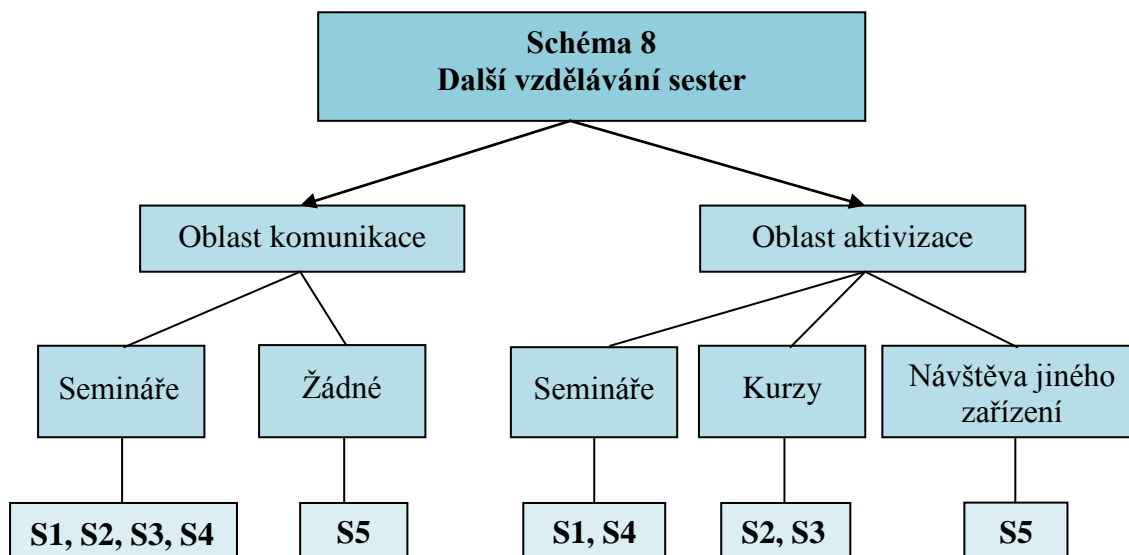 Schéma 8
Další vzdělávání sester
Oblast komunikace
Oblast aktivizace
Semináře
Žádné
Semináře
Kurzy
Návštěva jiného
zařízení
S1, S2, S3, S4
S5
S1, S4
S2, S3
S5